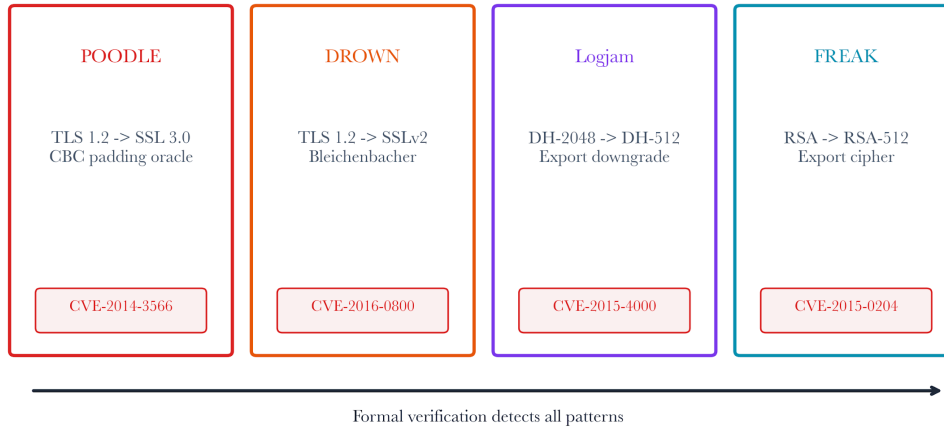 POODLE
TLS 1.2 -> SSL 3.0
CBC padding oracle
CVE-2014-3566
DROWN
TLS 1.2 -> SSLv2
Bleichenbacher
CVE-2016-0800
Logjam
DH-2048 -> DH-512
Export downgrade
CVE-2015-4000
FREAK
RSA -> RSA-512
Export cipher
CVE-2015-0204
Formal verification detects all patterns